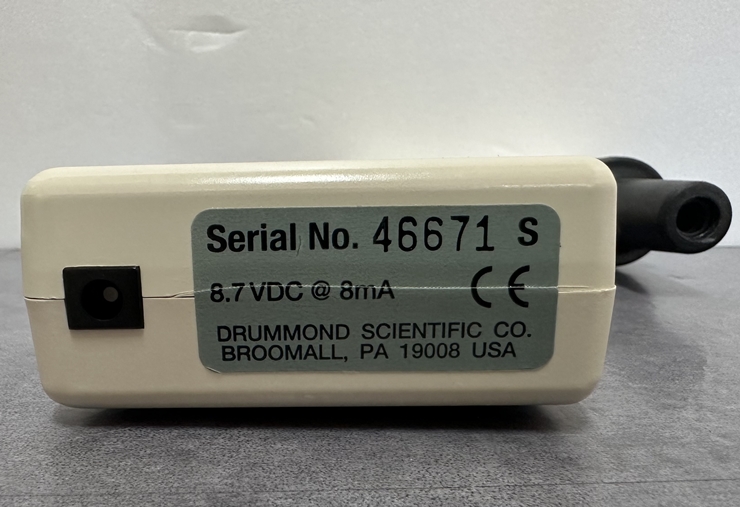 Serial No. 46671 S
8.7 VDC @ 8mA CE
DRUMMOND SCIENTIFIC CO.
BROOMALL, PA 19008 USA